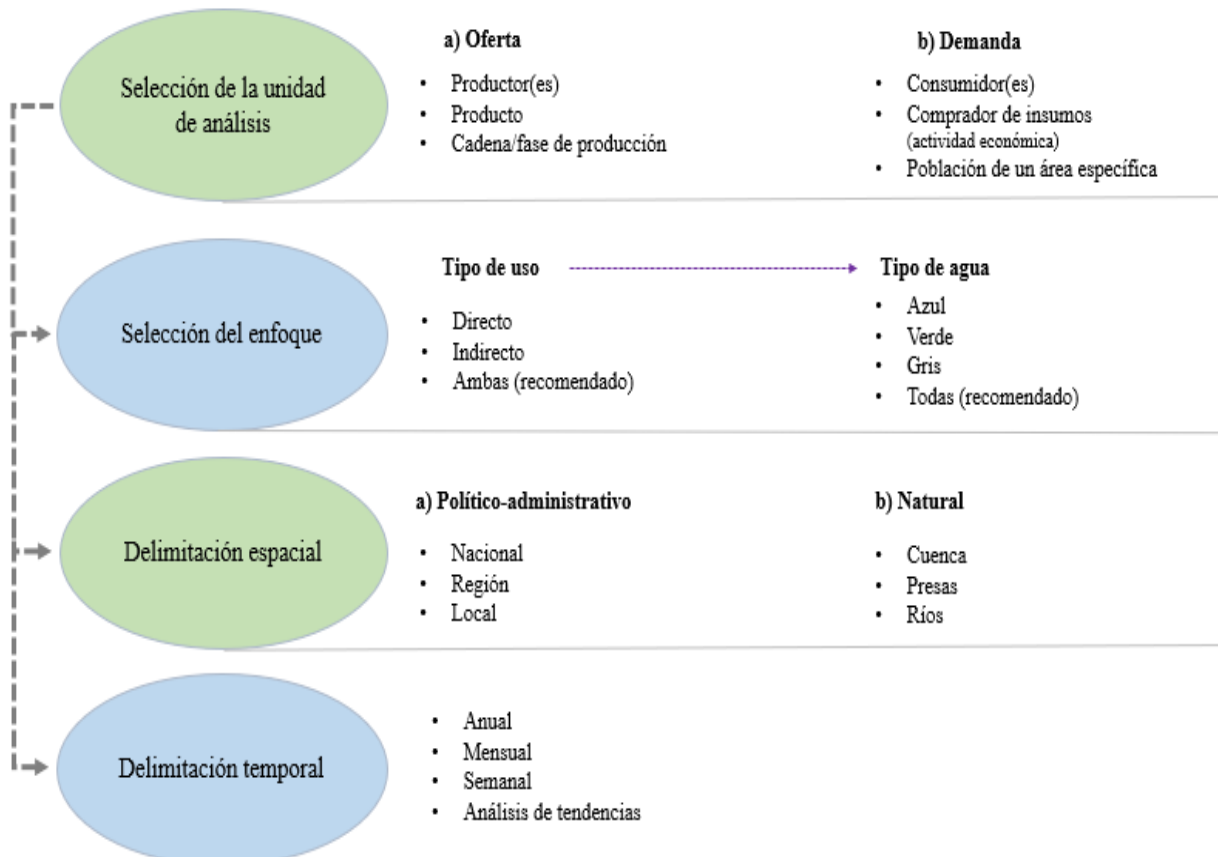 Selección de la unidad
de análisis
a) Oferta
• Productor(es)
• Producto
• Cadena/fase de producción
b) Demanda
• Consumidor(es)
• Comprador de insumos
(actividad económica)
• Población de un área específica
Selección del enfoque
Tipo de uso
• Directo
• Indirecto
• Ambas (recomendado)
Tipo de agua
• Azul
• Verde
• Gris
• Todas (recomendado)
Delimitación espacial
a) Político-administrativo
• Nacional
• Región
• Local
b) Natural
• Cuenca
• Presas
• Ríos
Delimitación temporal
• Anual
• Mensual
• Semanal
• Análisis de tendencias